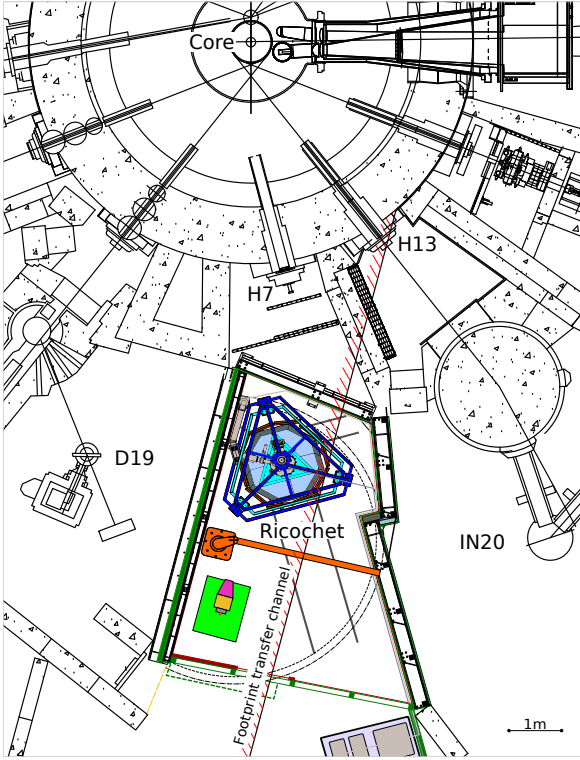 Core
H13
H7
D19
Ricochet
IN20
Footprint transfer channel
1m